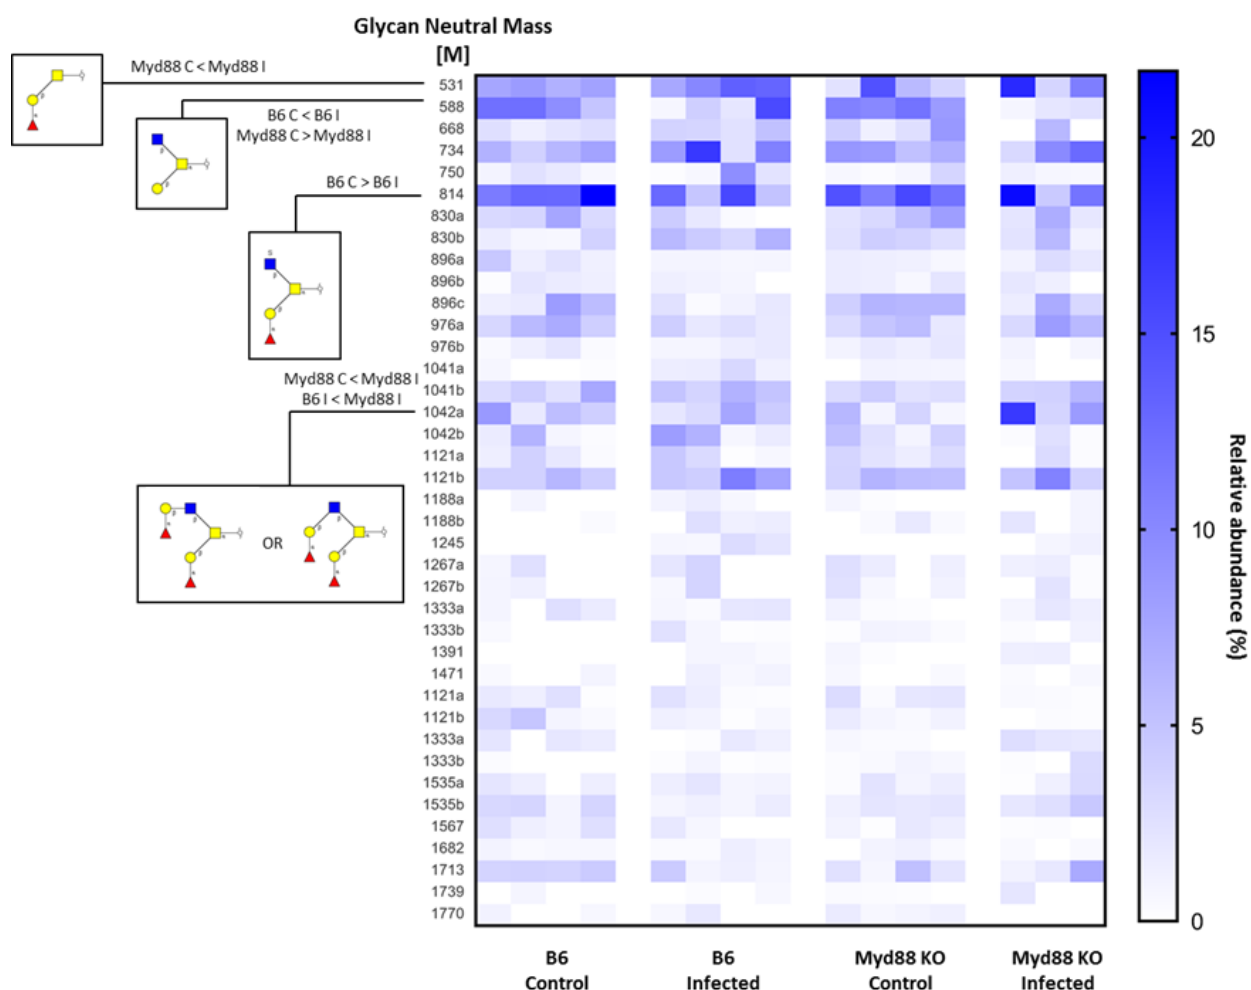 Glycan Neutral Mass
[M]
Myd88 C < Myd88 I
B6 C < B6 I
Myd88 C > Myd88 I
B6 C > B6 I
S
Myd88 C < Myd88 I
B6 I < Myd88 I
OR
531
588
668
734
750
814
830a
830b
896a
896b
896c
976a
976b
1041a
1041b
1042a
1042b
1121a
1121b
1188a
1188b
1245
1267a
1267b
1333a
1333b
1391
1471
1121a
1121b
1333a
1333b
1535a
1535b
1567
1682
1713
1739
1770
B6
Control
B6
Infected
Myd88 KO
Control
Myd88 KO
Infected
20
15
10
5
0
Relative abundance (%)